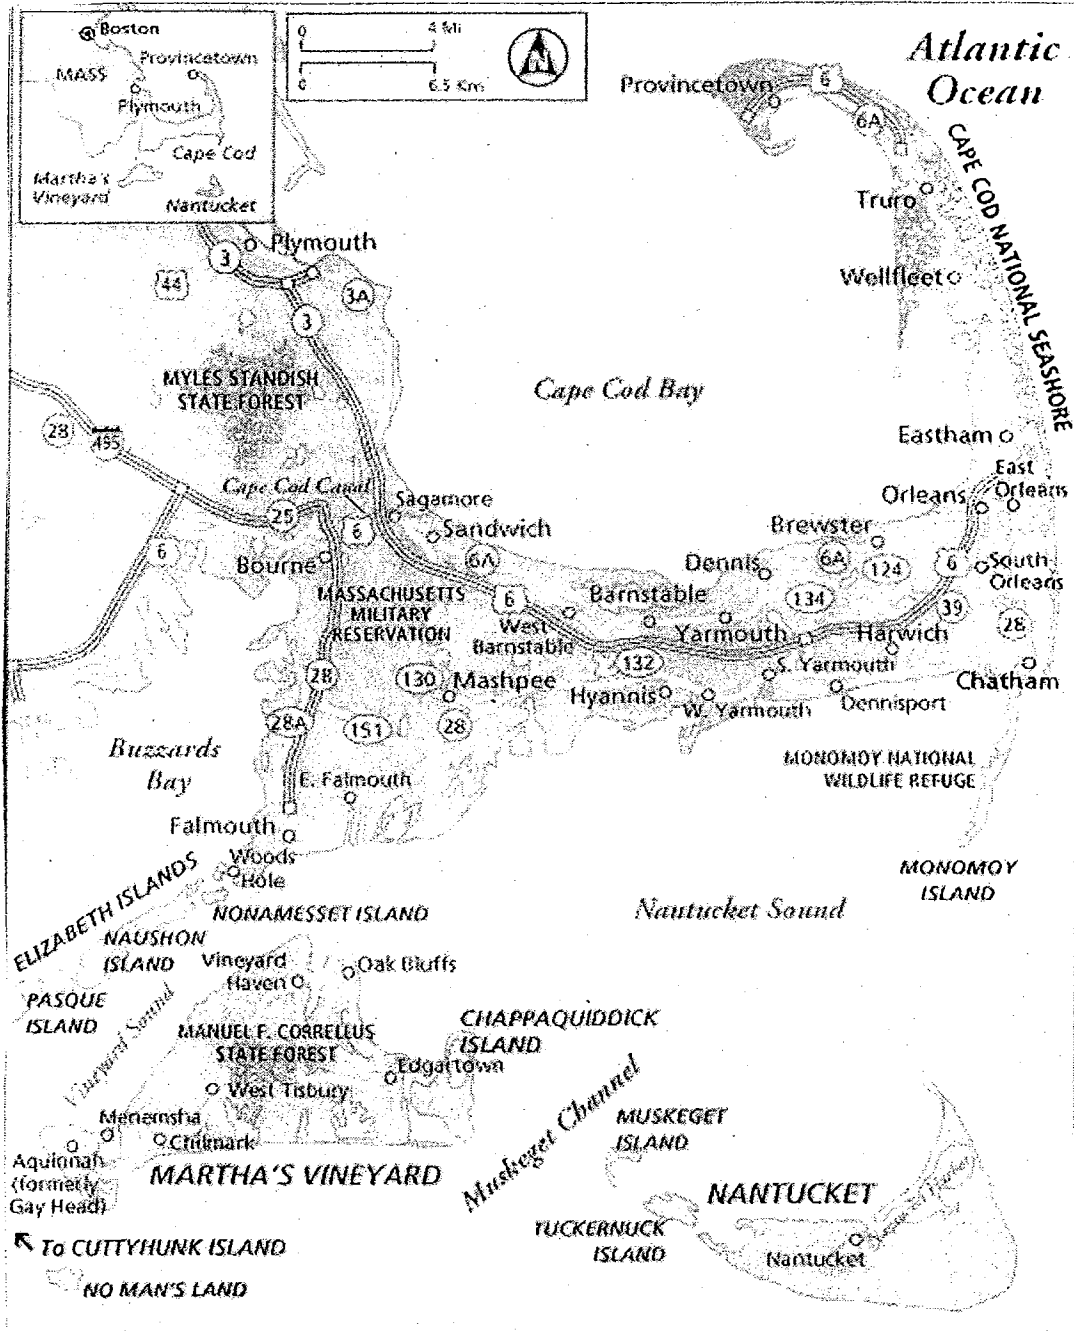 Boston
Provincetown
MASS
Plymouth
Cape Cod
Martha's
Vineyard
Nantucket
0 4 Mi
0 6.5 Km
N
Atlantic
Ocean
Provincetown
6
6A
CAPE COD NATIONAL SEASHORE
Truro
Wellfleet
Plymouth
3
44
3A
3
MYLES STANDISH
STATE FOREST
Cape Cod Bay
28
495
Eastham
East
Orleans
Orleans
Cape Cod Canal
Sagamore
25
6
Sandwich
6A
6
Bourne
Brewster
Dennis
6A
124
6
South
Orleans
MASSACHUSETTS
MILITARY
RESERVATION
6
Barnstable
134
39
28
West
Barnstable
Yarmouth
Harwich
132
S. Yarmouth
28
130
Mashpee
Hyannis
W. Yarmouth
Dennisport
Chatham
28A
151
28
Buzzards
Bay
E. Falmouth
MONOMOY NATIONAL
WILDLIFE REFUGE
Falmouth
Woods
Hole
MONOMOY
ISLAND
ELIZABETH ISLANDS
NONAMESSET ISLAND
Nantucket Sound
NAUSHON
ISLAND
Vineyard
Haven
Oak Bluffs
PASQUE
ISLAND
Vineyard Sound
MANUEL F. CORRELLUS
STATE FOREST
CHAPPAQUIDDICK
ISLAND
Edgartown
West Tisbury
Muskeget Channel
Menemsha
Chilmark
MUSKEGET
ISLAND
Aquinnah
(formerly
Gay Head)
MARTHA'S VINEYARD
NANTUCKET
TUCKERNUCK
ISLAND
Nantucket
To CUTTYHUNK ISLAND
NO MAN'S LAND